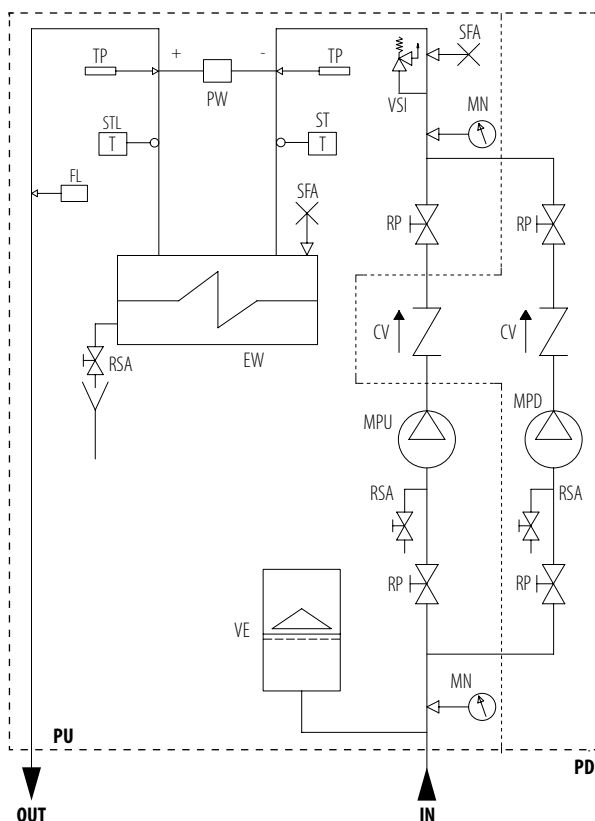 SFA
TP + - TP
PW
VSI MN
STL ST
T T
FL
SFA
RP RP
RSA
EW
CV CV
MPU MPD
RSA RSA
RP RP
VE
MN
PU
PD
OUT IN